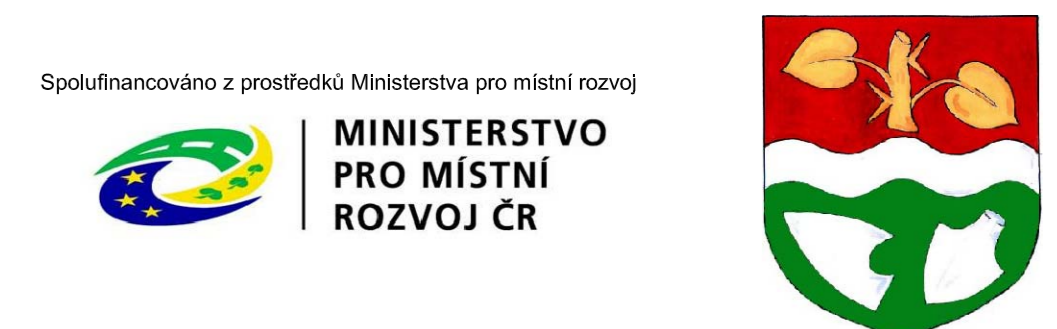 Spolufinancováno z prostředků Ministerstva pro místní rozvoj
MINISTERSTVO
PRO MÍSTNÍ
ROZVOJ ČR